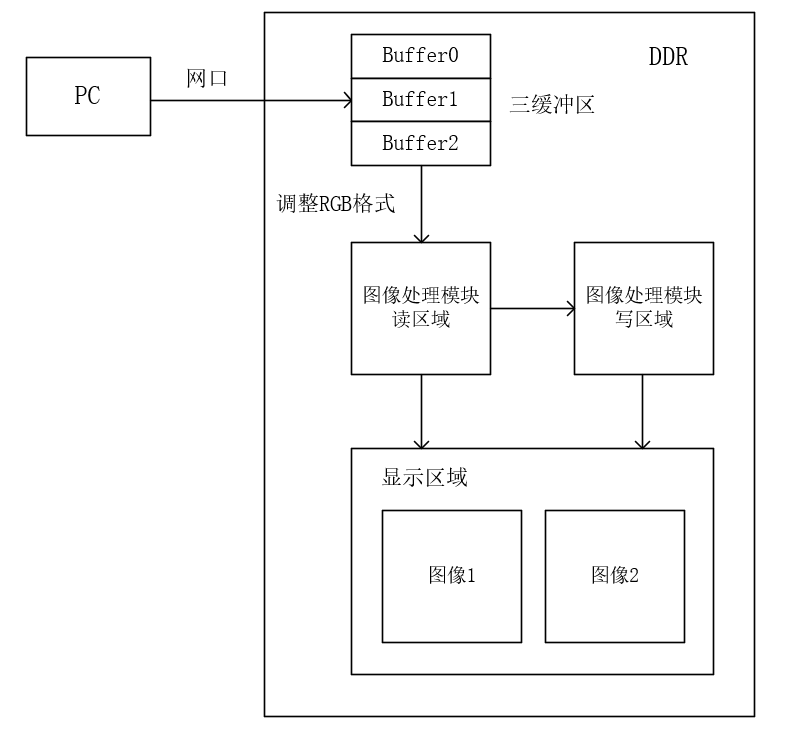 Buffer0
DDR
网口
PC
Buffer1
三缓冲区
Buffer2
调整RGB格式
图像处理模块
读区域
图像处理模块
写区域
显示区域
图像1
图像2